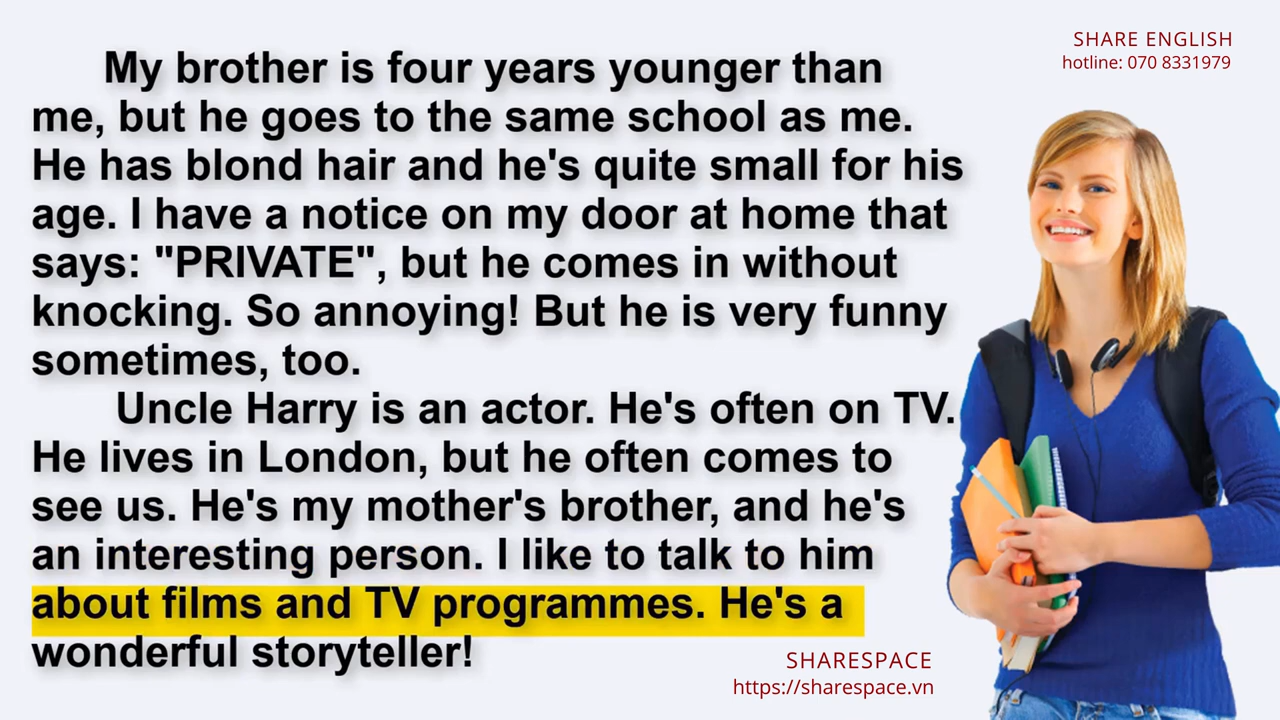 SHARE ENGLISH
hotline: 070 8331979
My brother is four years younger than
me, but he goes to the same school as me.
He has blond hair and he's quite small for his
age. I have a notice on my door at home that
says: "PRIVATE", but he comes in without
knocking. So annoying! But he is very funny
sometimes, too.
Uncle Harry is an actor. He's often on TV.
He lives in London, but he often comes to
see us. He's my mother's brother, and he's
an interesting person. I like to talk to him
about films and TV programmes. He's a
wonderful storyteller!
SHARESPACE
https://sharespace.vn